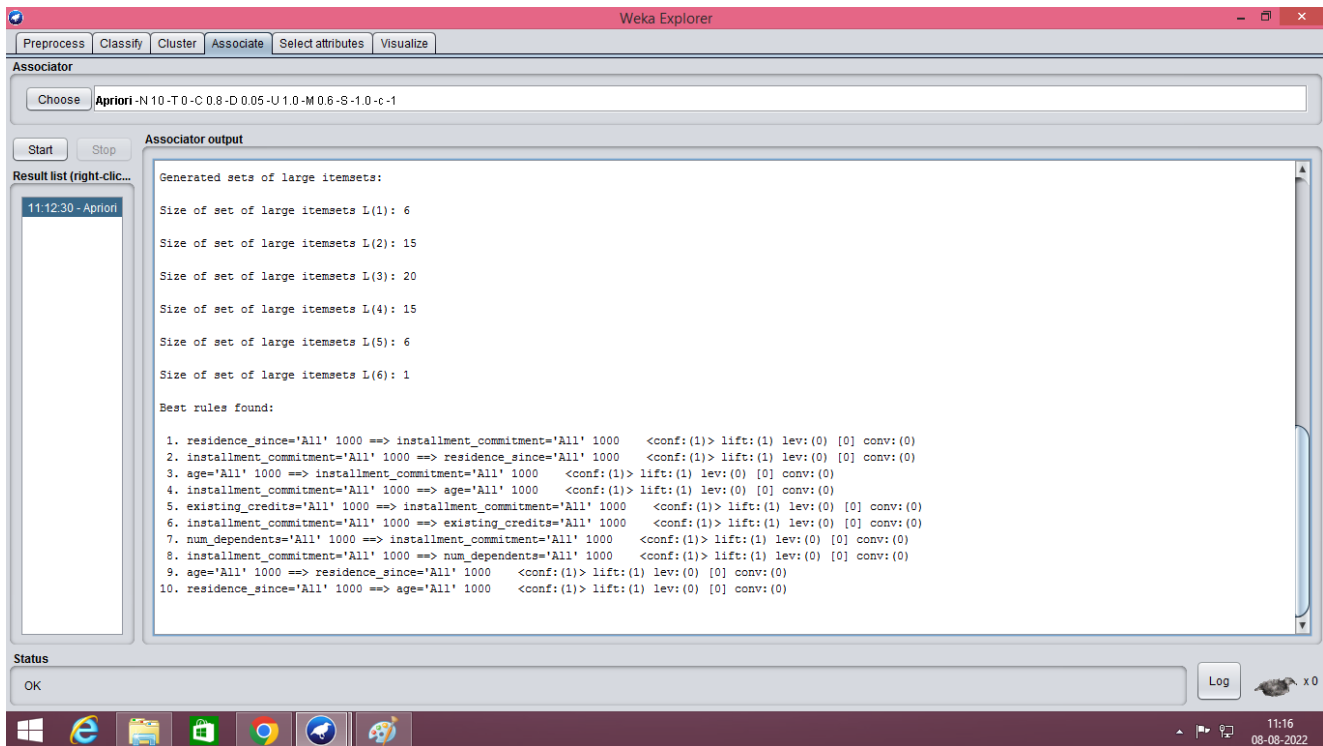 Weka Explorer
Preprocess Classify Cluster Associate Select attributes Visualize
Associator
Choose Apriori -N 10 -T 0 -C 0.8 -D 0.05 -U 1.0 -M 0.6 -S -1.0 -c -1
Start Stop
Associator output
Result list (right-clic...
11:12:30 - Apriori
Generated sets of large itemsets:
Size of set of large itemsets L(1): 6
Size of set of large itemsets L(2): 15
Size of set of large itemsets L(3): 20
Size of set of large itemsets L(4): 15
Size of set of large itemsets L(5): 6
Size of set of large itemsets L(6): 1
Best rules found:
1. residence_since='All' 1000 ==> installment_commitment='All' 1000 <conf:(1)> lift:(1) lev:(0) [0] conv:(0)
2. installment_commitment='All' 1000 ==> residence_since='All' 1000 <conf:(1)> lift:(1) lev:(0) [0] conv:(0)
3. age='All' 1000 ==> installment_commitment='All' 1000 <conf:(1)> lift:(1) lev:(0) [0] conv:(0)
4. installment_commitment='All' 1000 ==> age='All' 1000 <conf:(1)> lift:(1) lev:(0) [0] conv:(0)
5. existing_credits='All' 1000 ==> installment_commitment='All' 1000 <conf:(1)> lift:(1) lev:(0) [0] conv:(0)
6. installment_commitment='All' 1000 ==> existing_credits='All' 1000 <conf:(1)> lift:(1) lev:(0) [0] conv:(0)
7. num_dependents='All' 1000 ==> installment_commitment='All' 1000 <conf:(1)> lift:(1) lev:(0) [0] conv:(0)
8. installment_commitment='All' 1000 ==> num_dependents='All' 1000 <conf:(1)> lift:(1) lev:(0) [0] conv:(0)
9. age='All' 1000 ==> residence_since='All' 1000 <conf:(1)> lift:(1) lev:(0) [0] conv:(0)
10. residence_since='All' 1000 ==> age='All' 1000 <conf:(1)> lift:(1) lev:(0) [0] conv:(0)
Status
OK
Log
x 0
11:16
08-08-2022